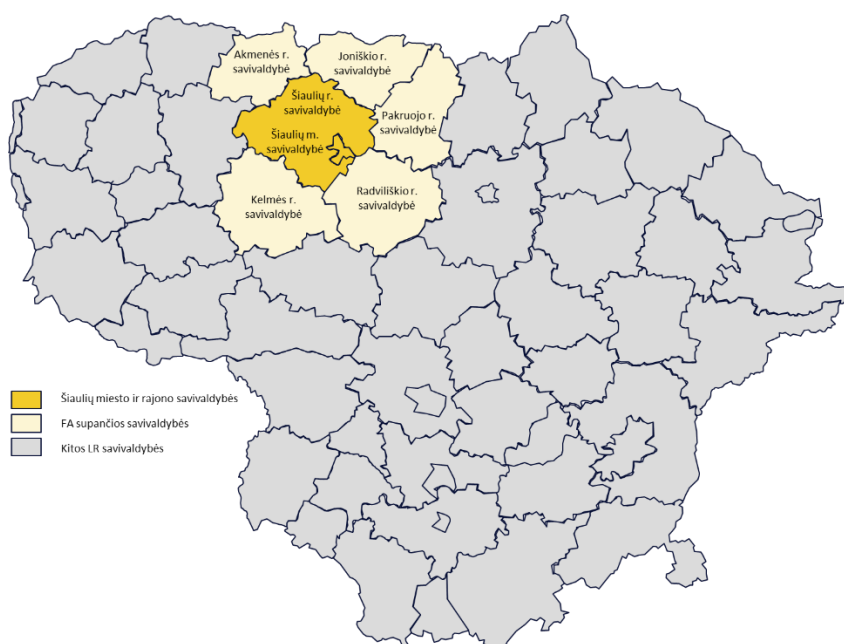 Akmenės r.
savivaldybė
Joniškio r.
savivaldybė
Šiaulių r.
savivaldybė
Pakruojo r.
savivaldybė
Šiaulių m.
savivaldybė
Kelmės r.
savivaldybė
Radviliškio r.
savivaldybė
Šiaulių miesto ir rajono savivaldybės
FA supančios savivaldybės
Kitos LR savivaldybės